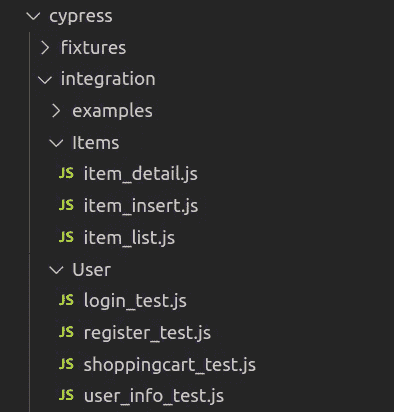 cypress
fixtures
integration
examples
Items
JS item_detail.js
JS item_insert.js
JS item_list.js
User
JS login_test.js
JS register_test.js
JS shoppingcart_test.js
JS user_info_test.js